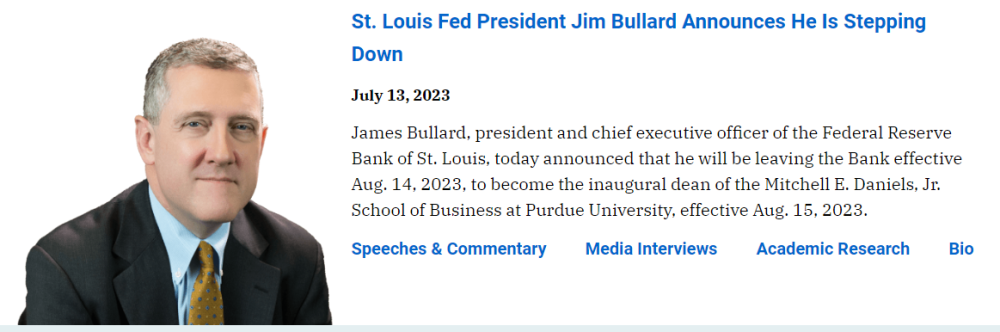 St. Louis Fed President Jim Bullard Announces He Is Stepping
Down
July 13, 2023
James Bullard, president and chief executive officer of the Federal Reserve
Bank of St. Louis, today announced that he will be leaving the Bank effective
Aug. 14, 2023, to become the inaugural dean of the Mitchell E. Daniels, Jr.
School of Business at Purdue University, effective Aug. 15, 2023.
Speeches & Commentary Media Interviews Academic Research Bio